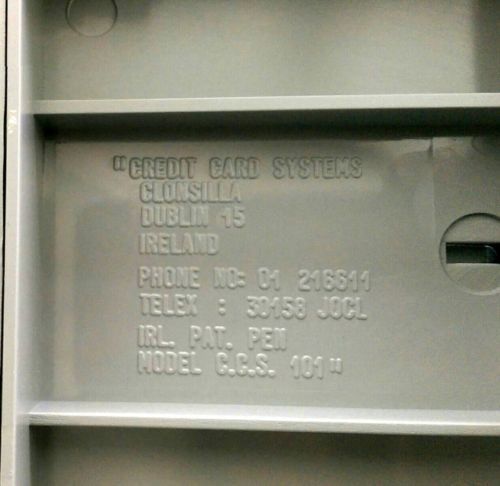 "CREDIT CARD SYSTEMS
CLONSILLA
DUBLIN 15
IRELAND
PHONE NO: 01 216611
TELEX : 30158 JOCL
IRL. PAT. PEN
MODEL C.C.S. 101"